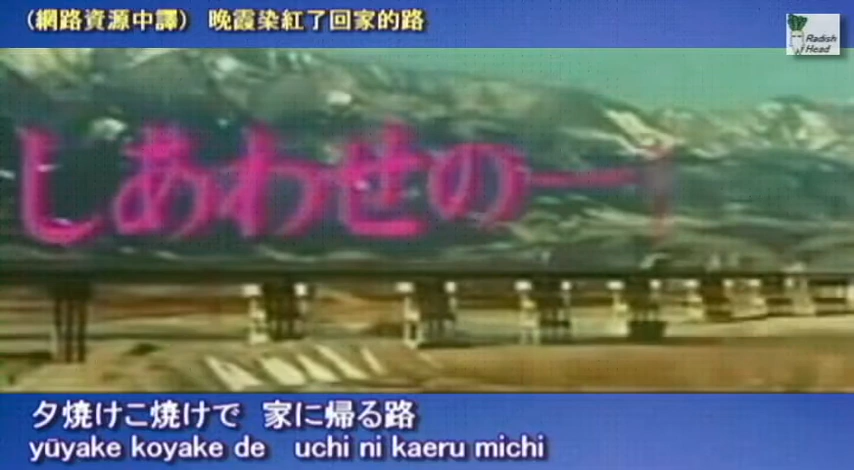 (網路資源中譯) 晚霞染紅了回家的路
Radish
Head
しあわせの一
夕焼けこ焼けで 家に帰る路
yūyake koyake de uchi ni kaeru michi